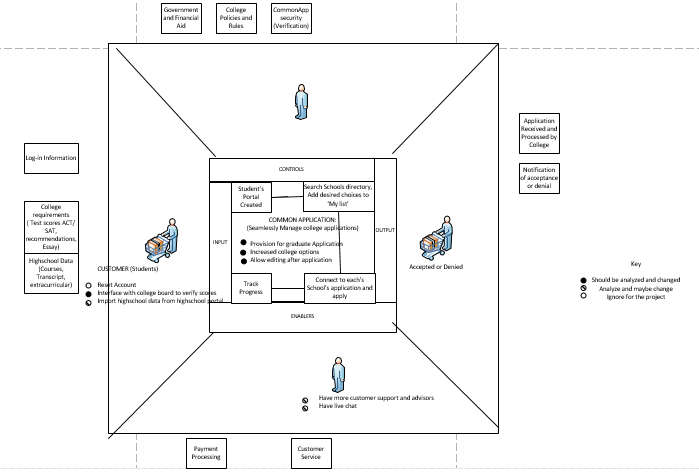 Government
and Financial
Aid
College
Policies and
Rules
CommonApp
security
(Verification)
Log-in Information
College
requirements
( Test scores ACT/
SAT,
recommendations,
Essay)
Highschool Data
(Courses,
Transcript,
extracurricular)
CUSTOMER (Students)
Reset Account
Interface with college board to verify scores
Import highschool data from highschool portal
CONTROLS
INPUT
OUTPUT
Student's
Portal
Created
Search Schools directory,
Add desired choices to
'My list'
COMMON APPLICATION:
(Seamlessly Manage college applications)
Provision for graduate Application
Increased college options
Allow editing after application
Track
Progress
Connect to each's
School's application and
apply
ENABLERS
Accepted or Denied
Application
Received and
Processed by
College
Notification
of acceptance
or denial
Key
Should be analyzed and changed
Analyze and maybe change
Ignore for the project
Have more customer support and advisors
Have live chat
Payment
Processing
Customer
Service